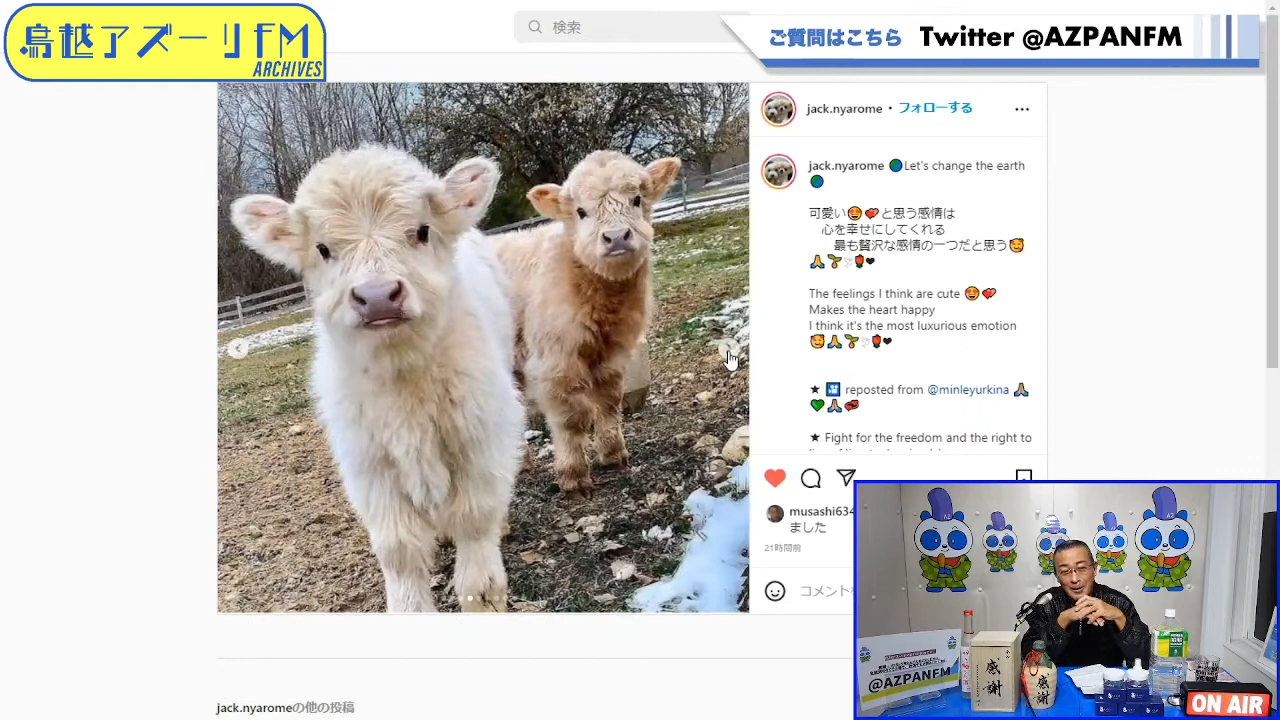 鳥越アズーリFM
ARCHIVES
検索
ご質問はこちら Twitter @AZPANFM
jack.nyarome • フォローする
jack.nyarome 🌏Let's change the earth
🌏
可愛い🤩💕と思う感情は
心を幸せにしてくれる
最も贅沢な感情の一つだと思う🥰
🙏🌱🕊🌹❤
The feelings I think are cute 🤩💕
Makes the heart happy
I think it's the most luxurious emotion
🥰🙏🌱🕊🌹❤
★ reposted from @minleyurkina 🙏
💚🙏
★ Fight for the freedom and the right to
musashi634
ました
21時間前
コメント
jack.nyaromeの他の投稿
AZ
AZ
@AZPANFM
感謝
感謝
ON AIR